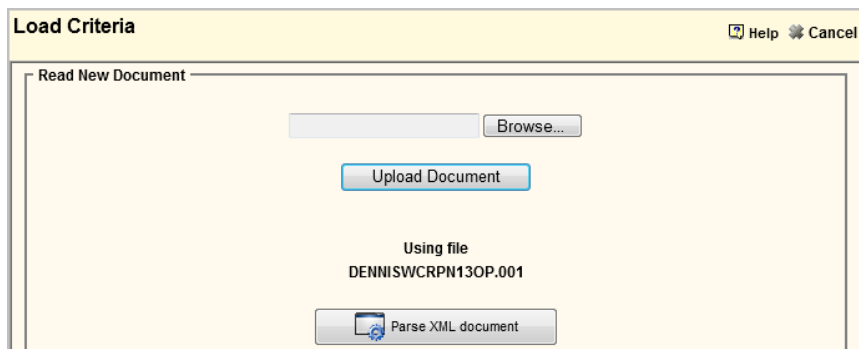 Load Criteria
Help Cancel
Read New Document
Browse...
Upload Document
Using file
DENNISWCRPN13OP.001
Parse XML document